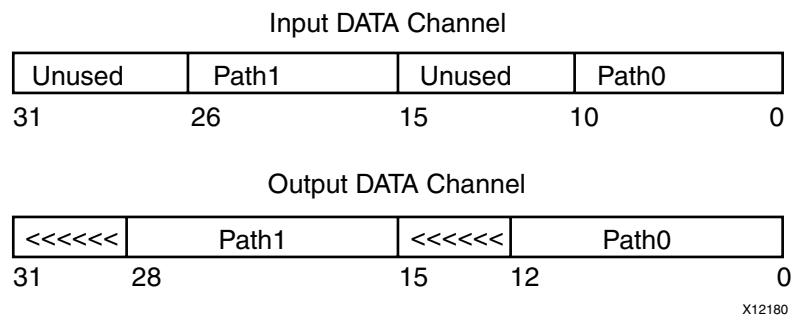 Input DATA Channel
Unused Path1 Unused Path0
31 26 15 10 0
Output DATA Channel
<<<<<< Path1 <<<<<< Path0
31 28 15 12 0
X12180